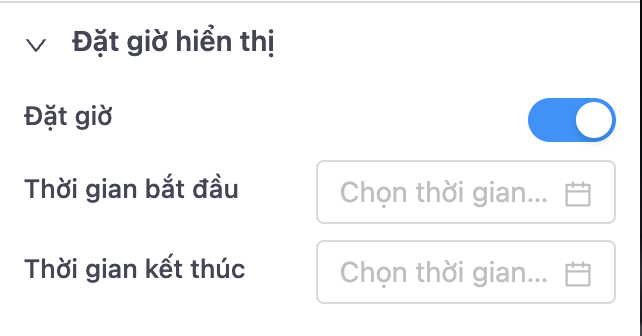 Đặt giờ hiển thị
Đặt giờ
Thời gian bắt đầu
Chọn thời gian...
Thời gian kết thúc
Chọn thời gian...